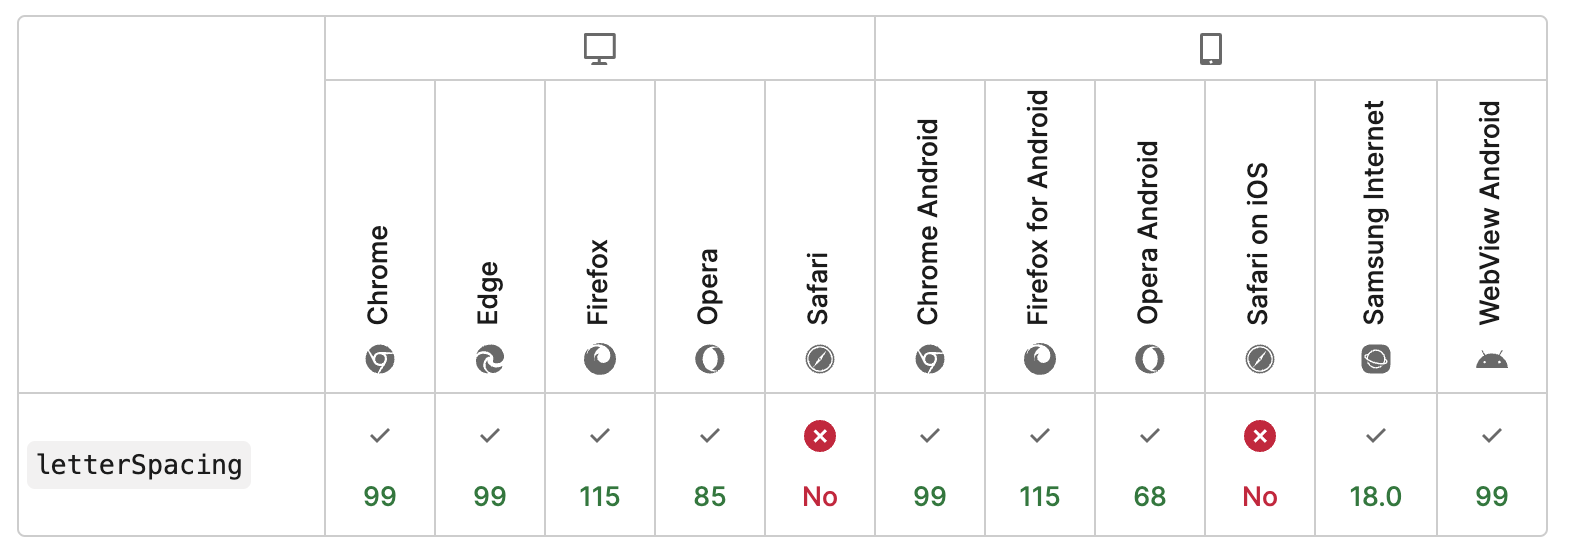 Chrome
Edge
Firefox
Opera
Safari
Chrome Android
Firefox for Android
Opera Android
Safari on iOS
Samsung Internet
WebView Android
letterSpacing
99
99
115
85
No
99
115
68
No
18.0
99